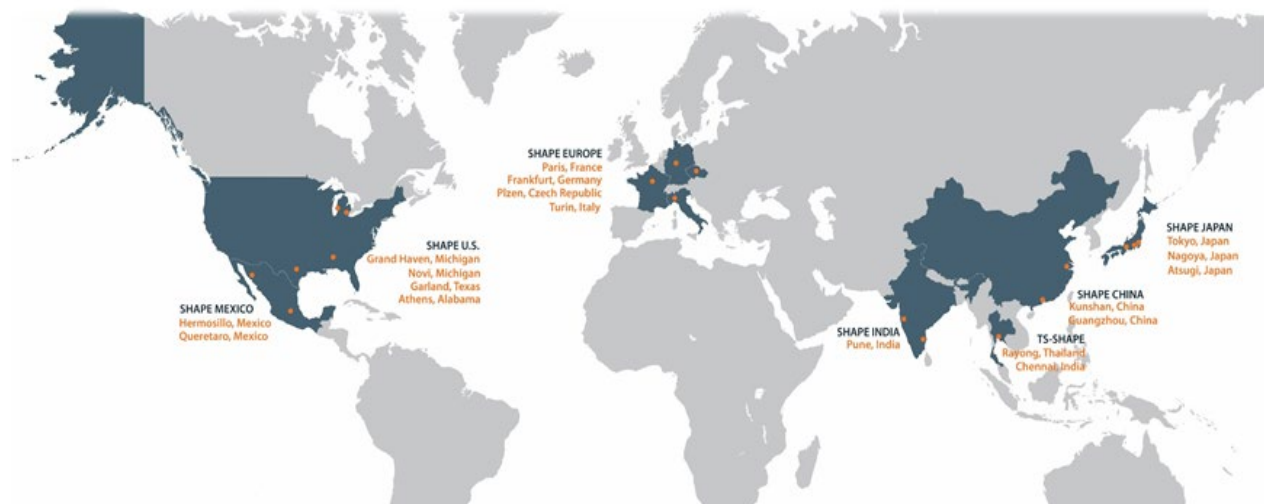 SHAPE EUROPE
Paris, France
Frankfurt, Germany
Plzen, Czech Republic
Turin, Italy
SHAPE U.S.
Grand Haven, Michigan
Novi, Michigan
Garland, Texas
Athens, Alabama
SHAPE MEXICO
Hermosillo, Mexico
Queretaro, Mexico
SHAPE JAPAN
Tokyo, Japan
Nagoya, Japan
Atsugi, Japan
SHAPE CHINA
Kunshan, China
Guangzhou, China
SHAPE INDIA
Pune, India
TS-SHAPE
Rayong, Thailand
Chennai, India